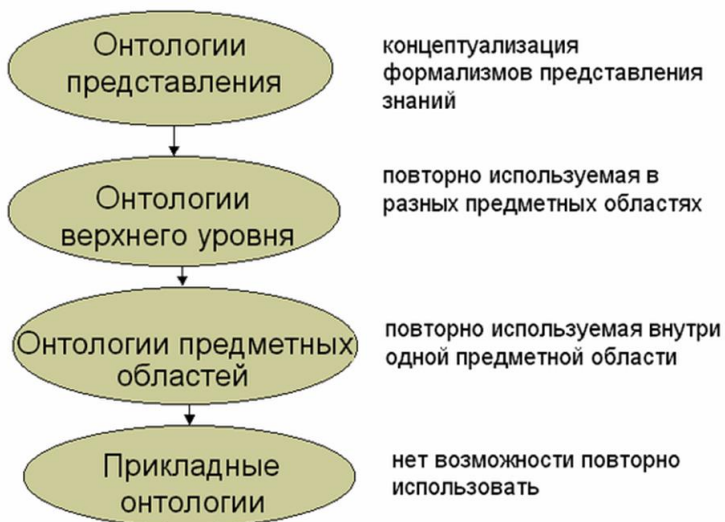 Онтологии
представления
концептуализация
формализмов представления
знаний
Онтологии
верхнего уровня
повторно используемая в
разных предметных областях
Онтологии предметных
областей
повторно используемая внутри
одной предметной области
Прикладные
онтологии
нет возможности повторно
использовать